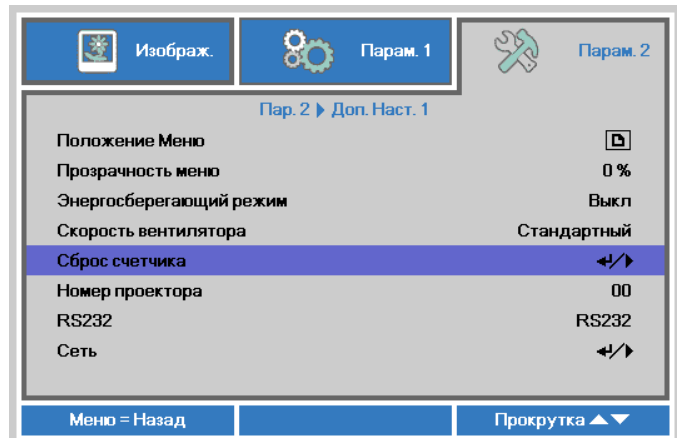 Изображ. Парам. 1 Парам. 2
Пар. 2 Доп. Наст. 1
Положение Меню
Прозрачность меню 0 %
Энергосберегающий режим Выкл
Скорость вентилятора Стандартный
Сброс счетчика
Номер проектора 00
RS232 RS232
Сеть
Меню = Назад Прокрутка